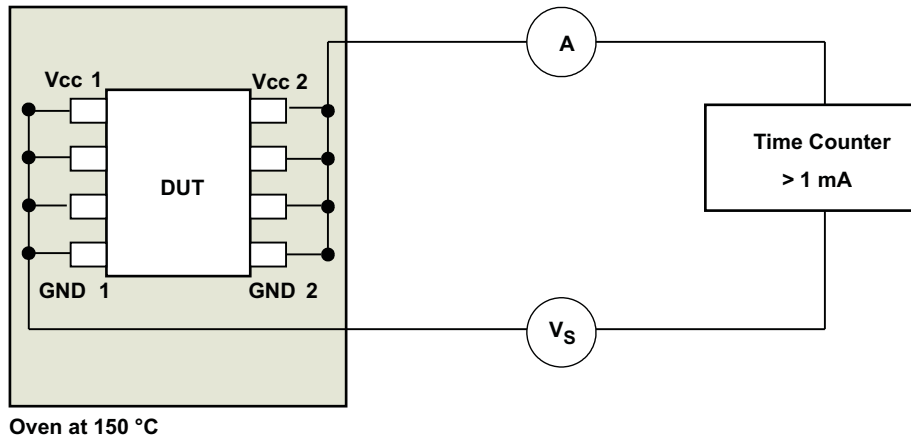 A
Vcc 1
Vcc 2
Time Counter
> 1 mA
DUT
GND 1
GND 2
VS
Oven at 150 °C